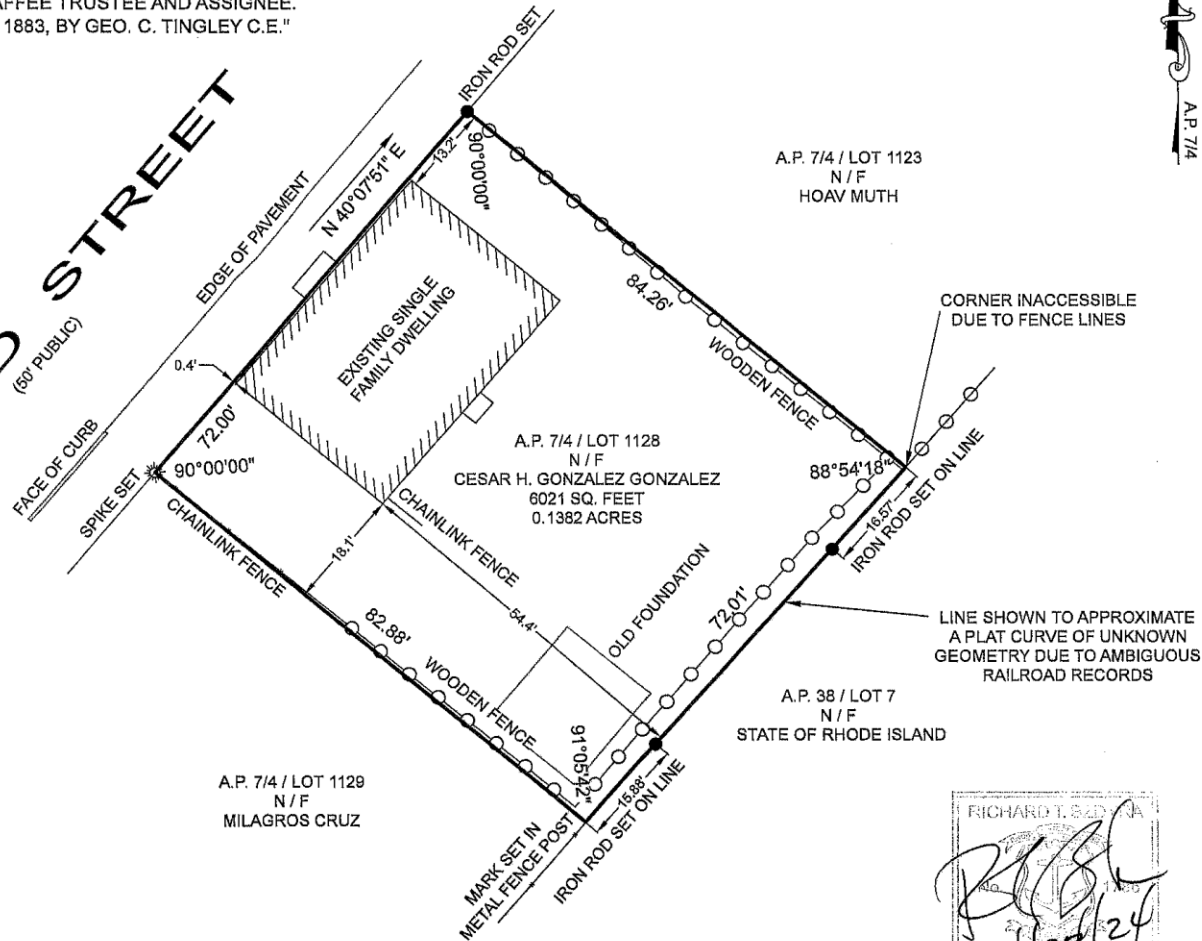 AFFEE TRUSTEE AND ASSIGNEE.
1883, BY GEO. C. TINGLEY C.E."
STREET
(50' PUBLIC)
A.P. 7/4
IRON ROD SET
EDGE OF PAVEMENT
N 40°07'51" E
13.2'
90°00'00"
A.P. 7/4 / LOT 1123
N / F
HOAV MUTH
84.26'
WOODEN FENCE
CORNER INACCESSIBLE
DUE TO FENCE LINES
EXISTING SINGLE
FAMILY DWELLING
0.4'
72.00'
FACE OF CURB
SPIKE SET
90°00'00"
A.P. 7/4 / LOT 1128
N / F
CESAR H. GONZALEZ GONZALEZ
6021 SQ. FEET
0.1382 ACRES
88°54'18"
16.57'
IRON ROD SET ON LINE
CHAINLINK FENCE
CHAINLINK FENCE
18.1'
54.4'
OLD FOUNDATION
72.01'
LINE SHOWN TO APPROXIMATE
A PLAT CURVE OF UNKNOWN
GEOMETRY DUE TO AMBIGUOUS
RAILROAD RECORDS
82.88'
WOODEN FENCE
A.P. 38 / LOT 7
N / F
STATE OF RHODE ISLAND
91°05'42"
15.88'
IRON ROD SET ON LINE
A.P. 7/4 / LOT 1129
N / F
MILAGROS CRUZ
MARK SET IN
METAL FENCE POST
RICHARD T.
No.